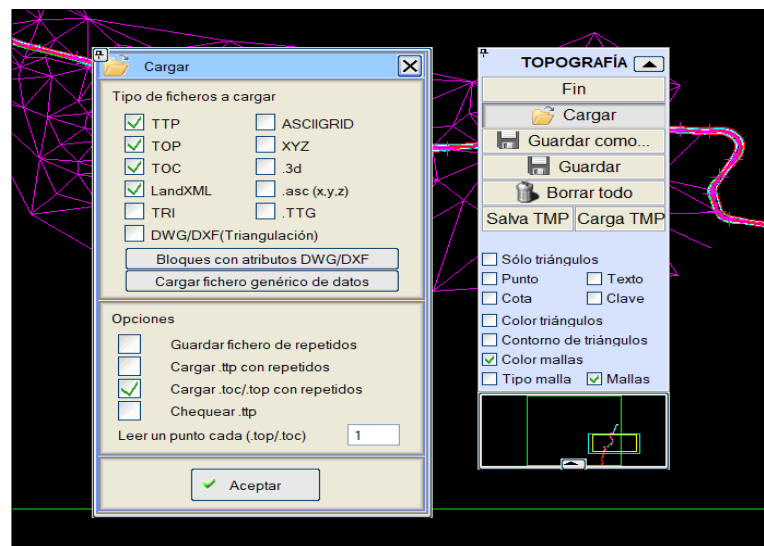 Cargar
Tipo de ficheros a cargar
TTP
ASCIIGRID
TOP
XYZ
TOC
.3d
LandXML
.asc (x,y,z)
TRI
.TTG
DWG/DXF(Triangulación)
Bloques con atributos DWG/DXF
Cargar fichero genérico de datos
Opciones
Guardar fichero de repetidos
Cargar .ttp con repetidos
Cargar .toc/.top con repetidos
Chequear .ttp
Leer un punto cada (.top/.toc) 1
Aceptar
TOPOGRAFÍA
Fin
Cargar
Guardar como...
Guardar
Borrar todo
Salva TMP Carga TMP
Sólo triángulos
Punto Texto
Cota Clave
Color triángulos
Contorno de triángulos
Color mallas
Tipo malla Mallas